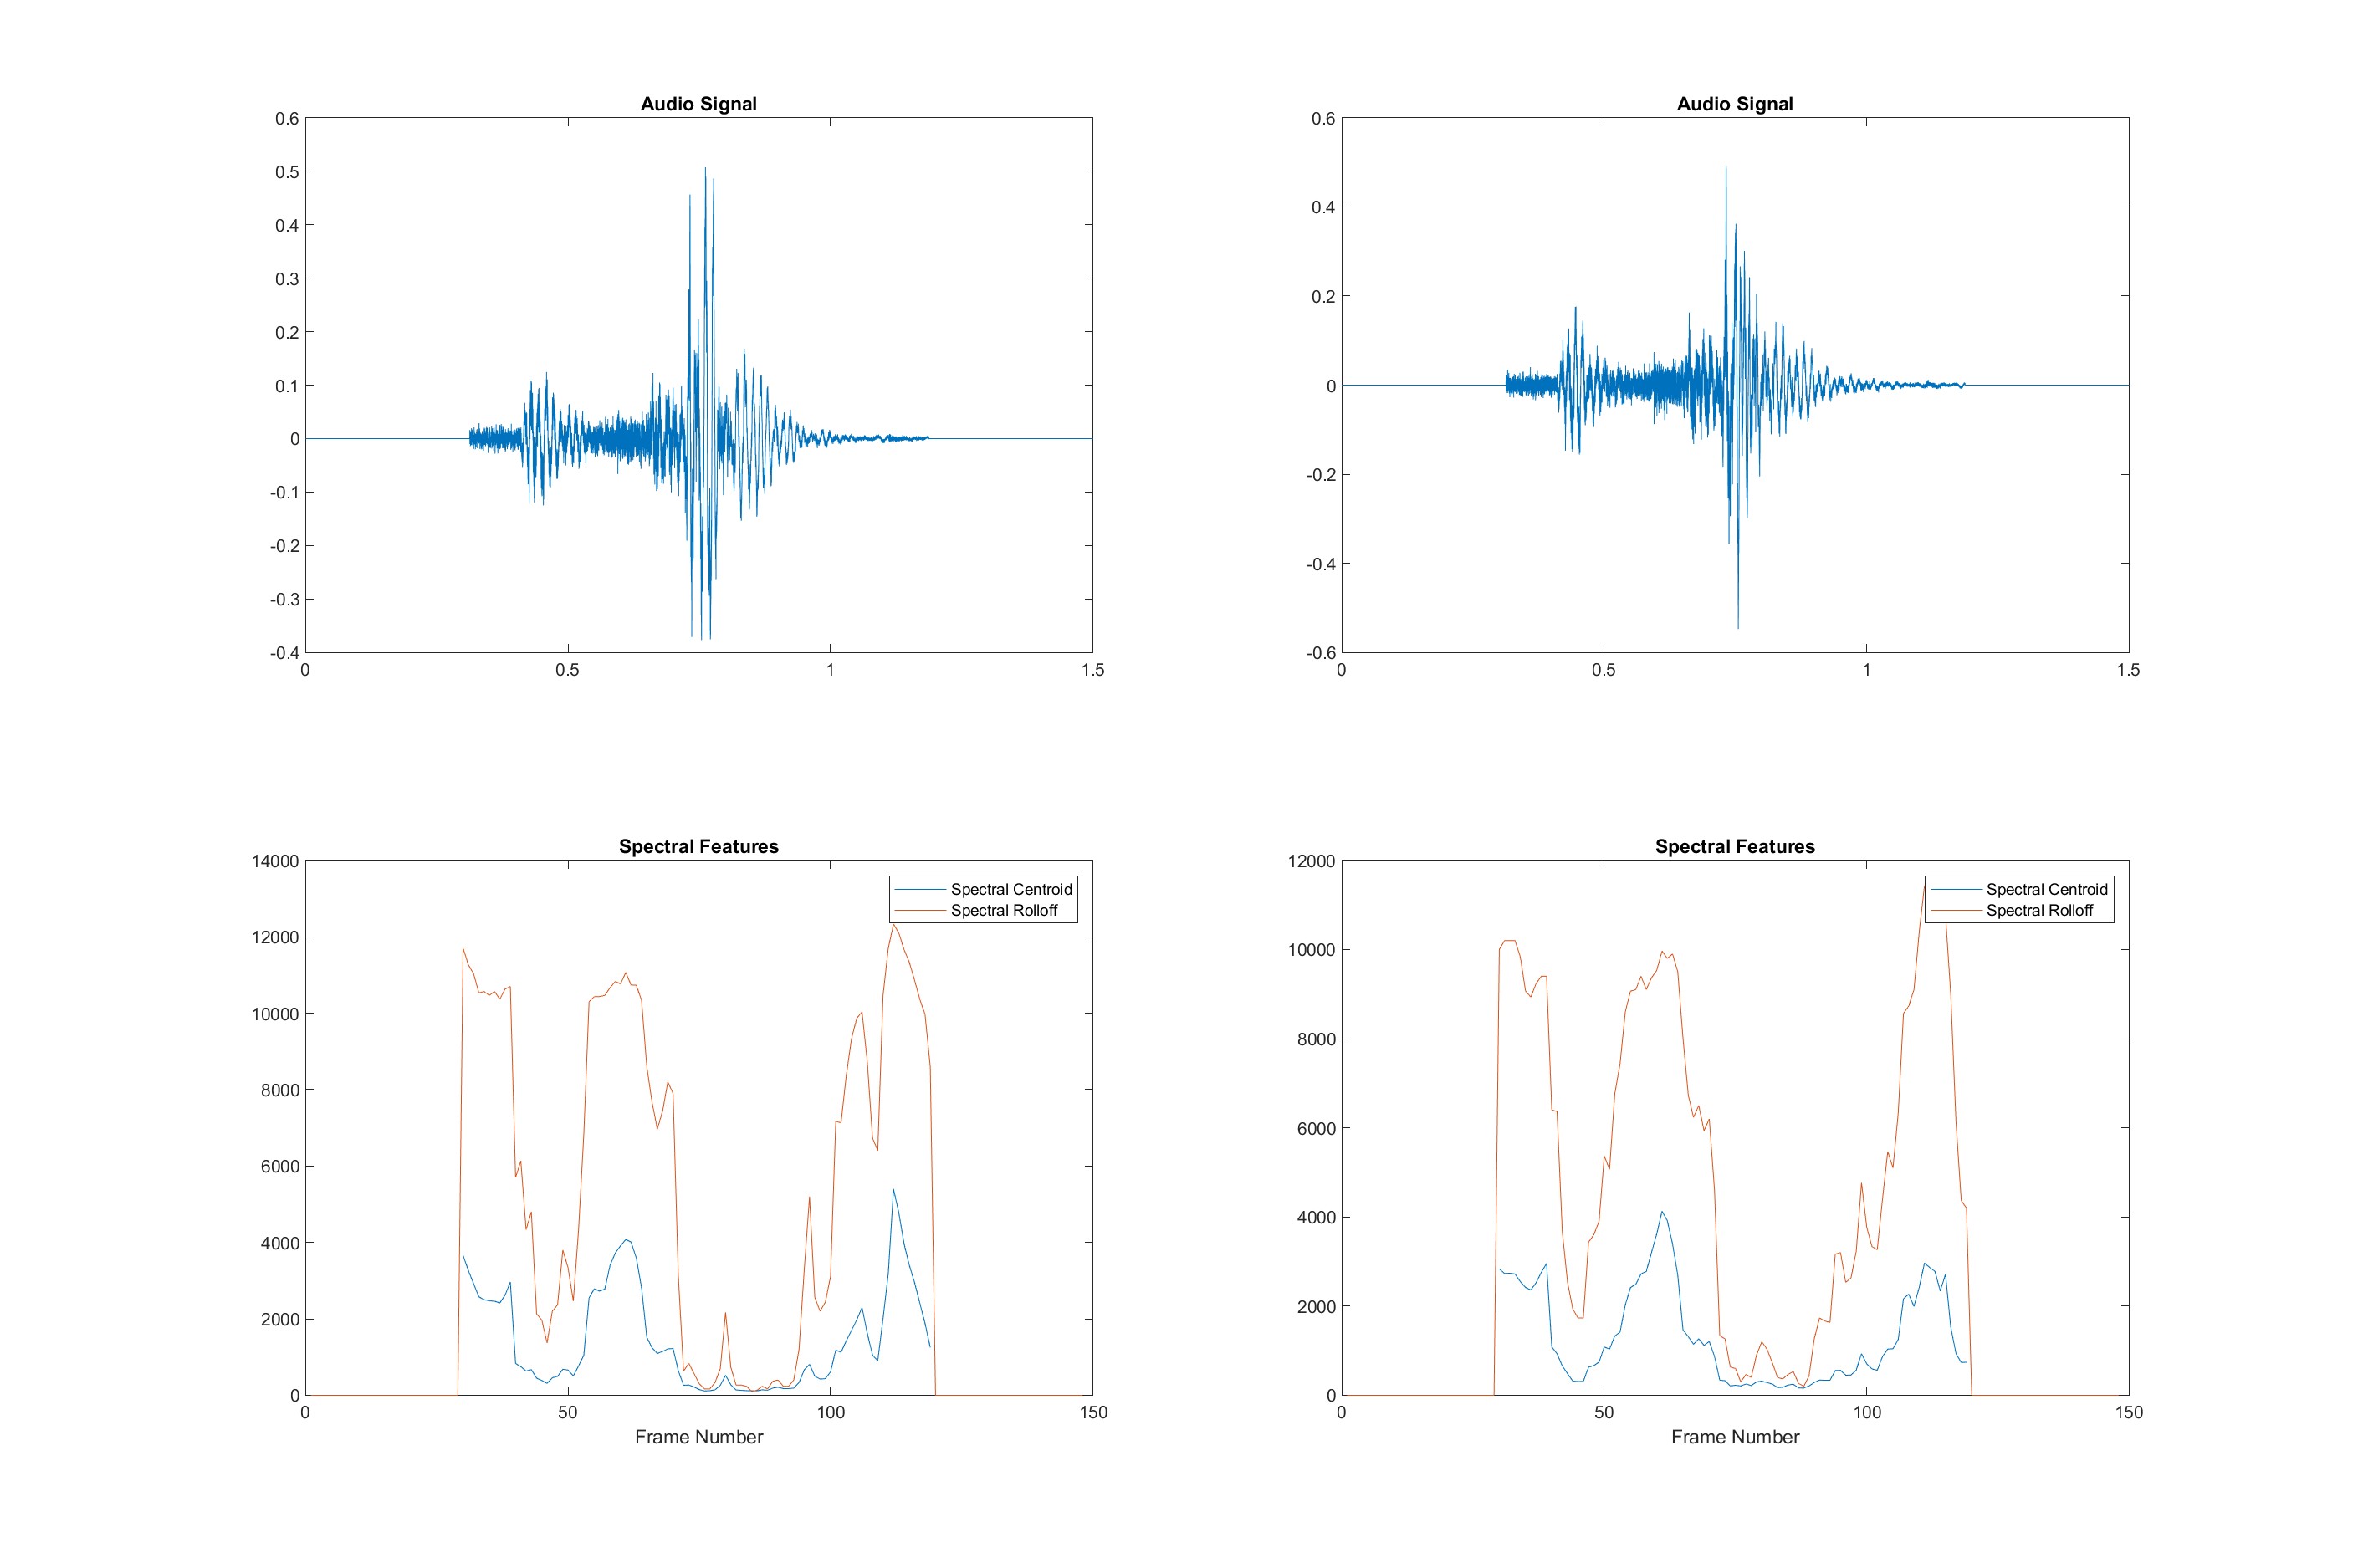 Audio Signal
0.6
0.5
0.4
0.3
0.2
0.1
0
-0.1
-0.2
-0.3
-0.4
0 0.5 1 1.5
Audio Signal
0.6
0.4
0.2
0
-0.2
-0.4
-0.6
0 0.5 1 1.5
Spectral Features
14000
12000
10000
8000
6000
4000
2000
0
Spectral Centroid
Spectral Rolloff
0 50 100 150
Frame Number
Spectral Features
12000
10000
8000
6000
4000
2000
0
Spectral Centroid
Spectral Rolloff
0 50 100 150
Frame Number